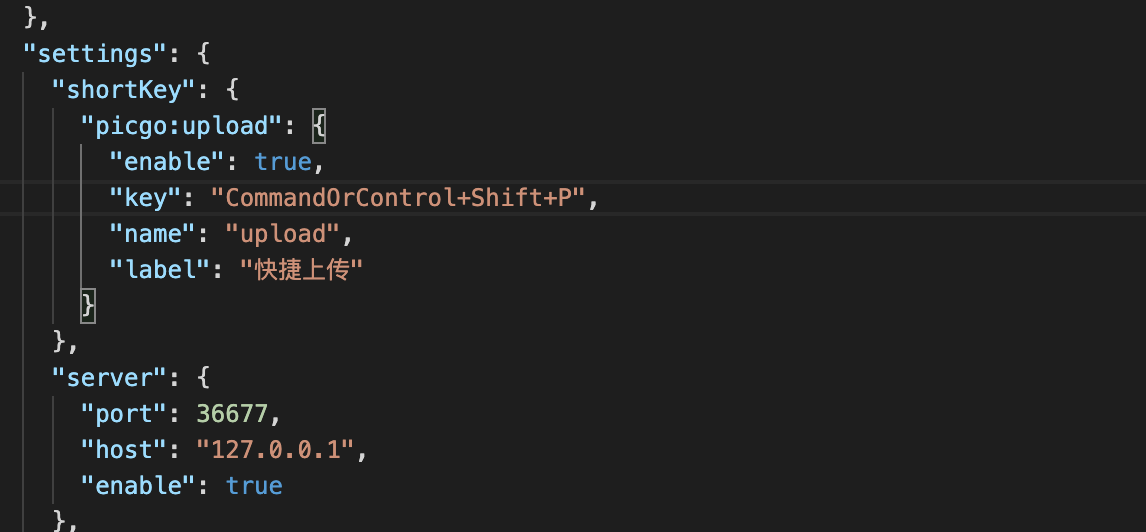 },
"settings": {
"shortKey": {
"picgo:upload": {
"enable": true,
"key": "CommandOrControl+Shift+P",
"name": "upload",
"label": "快捷上传"
}
},
"server": {
"port": 36677,
"host": "127.0.0.1",
"enable": true
},